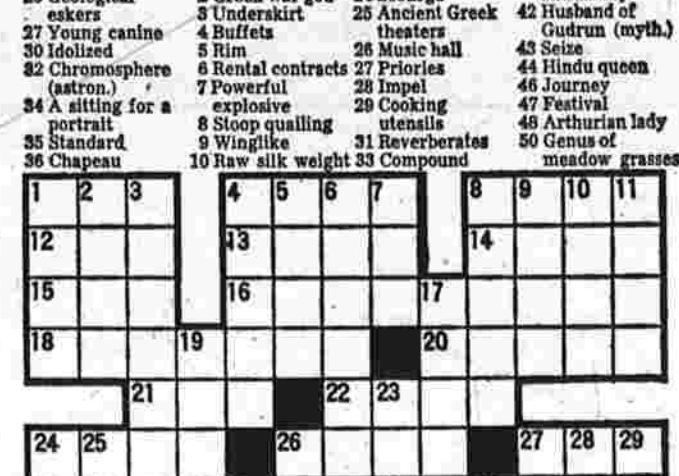 eskers
27 Young canine
30 Idolized
32 Chromosphere
(astron.)
34 A sitting for a
portrait
35 Standard
36 Chapeau
3 Underskirt
4 Buffets
5 Rim
6 Rental contracts
7 Powerful
explosive
8 Stoop quailing
9 Winglike
10 Raw silk weight
25 Ancient Greek
theaters
26 Music hall
27 Priories
28 Impel
29 Cooking
utensils
31 Reverberates
33 Compound
42 Husband of
Gudrun (myth.)
43 Seize
44 Hindu queen
46 Journey
47 Festival
48 Arthurian lady
50 Genus of
meadow grasses
1 2 3 4 5 6 7 8 9 10 11
12 13 14
15 16 17
18 19 20
21 22 23
24 25 26 27 28 29